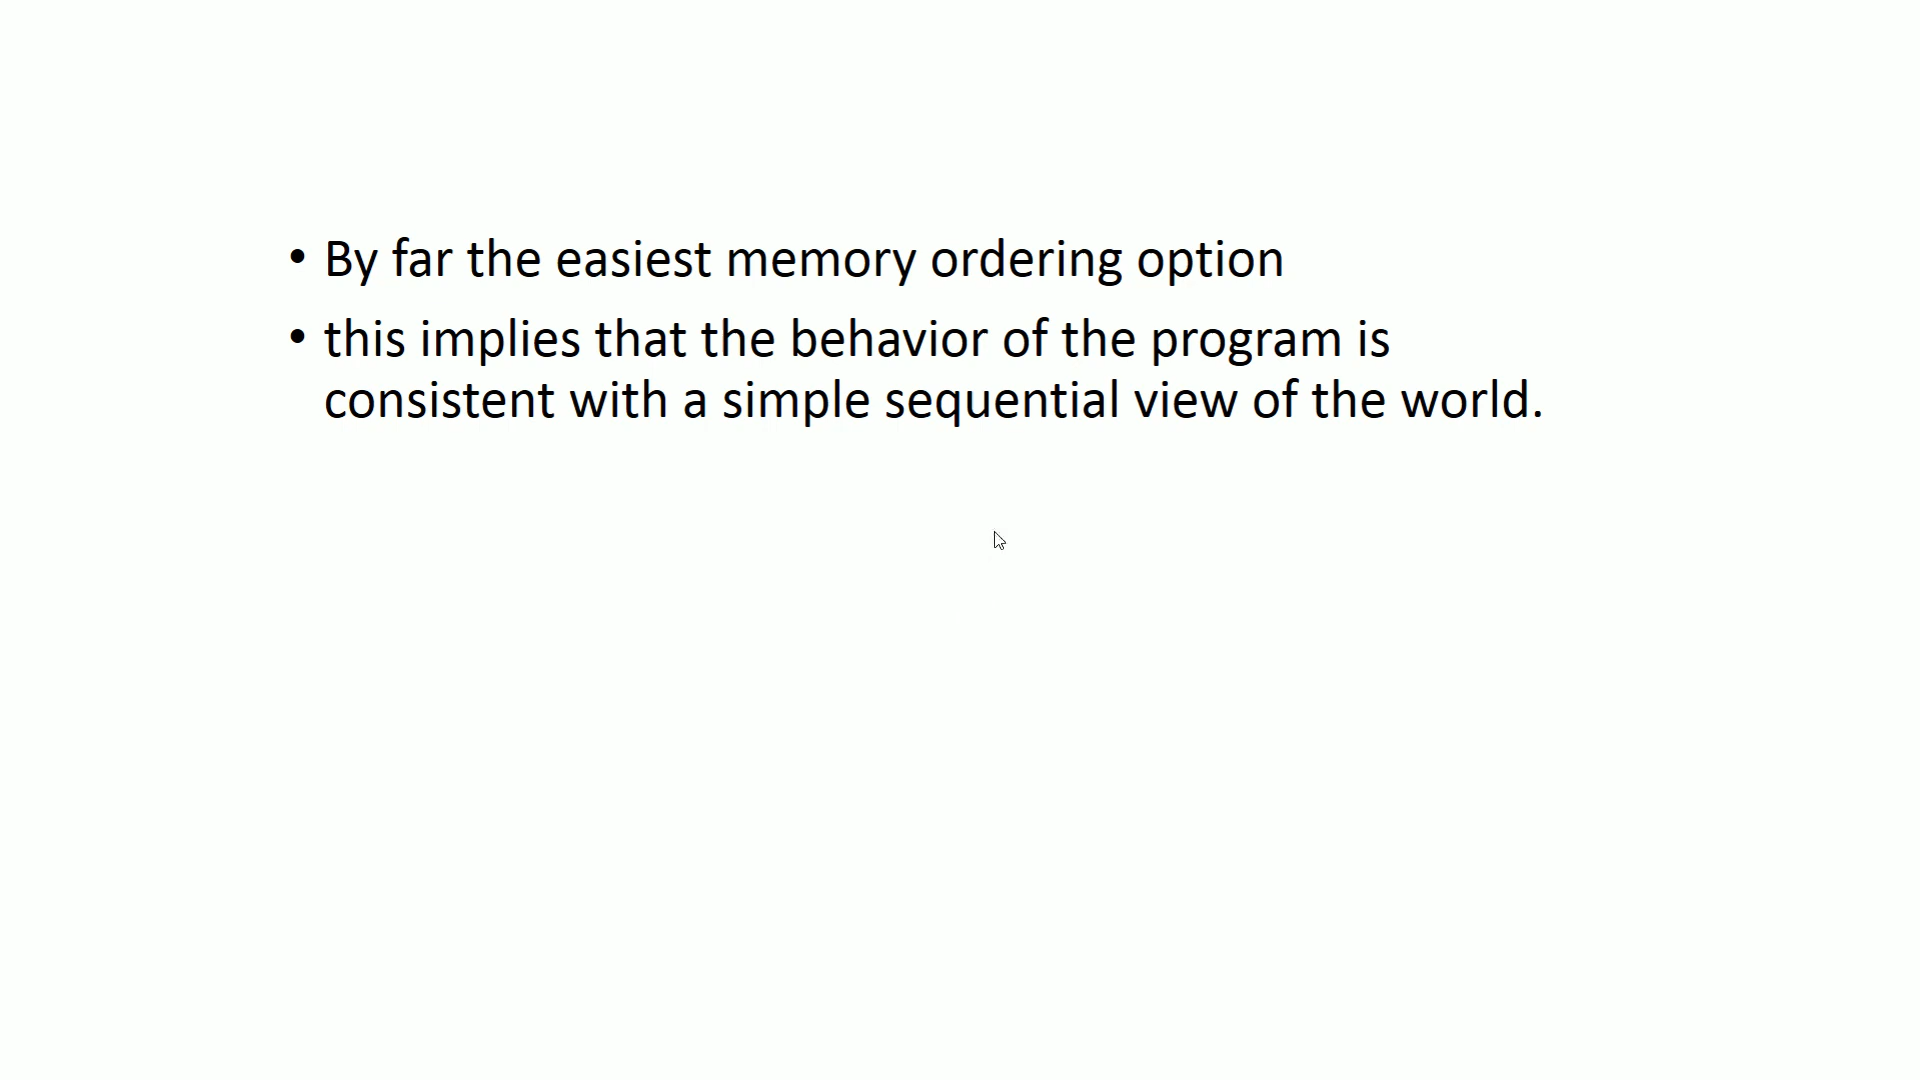 • By far the easiest memory ordering option
• this implies that the behavior of the program is
consistent with a simple sequential view of the world.